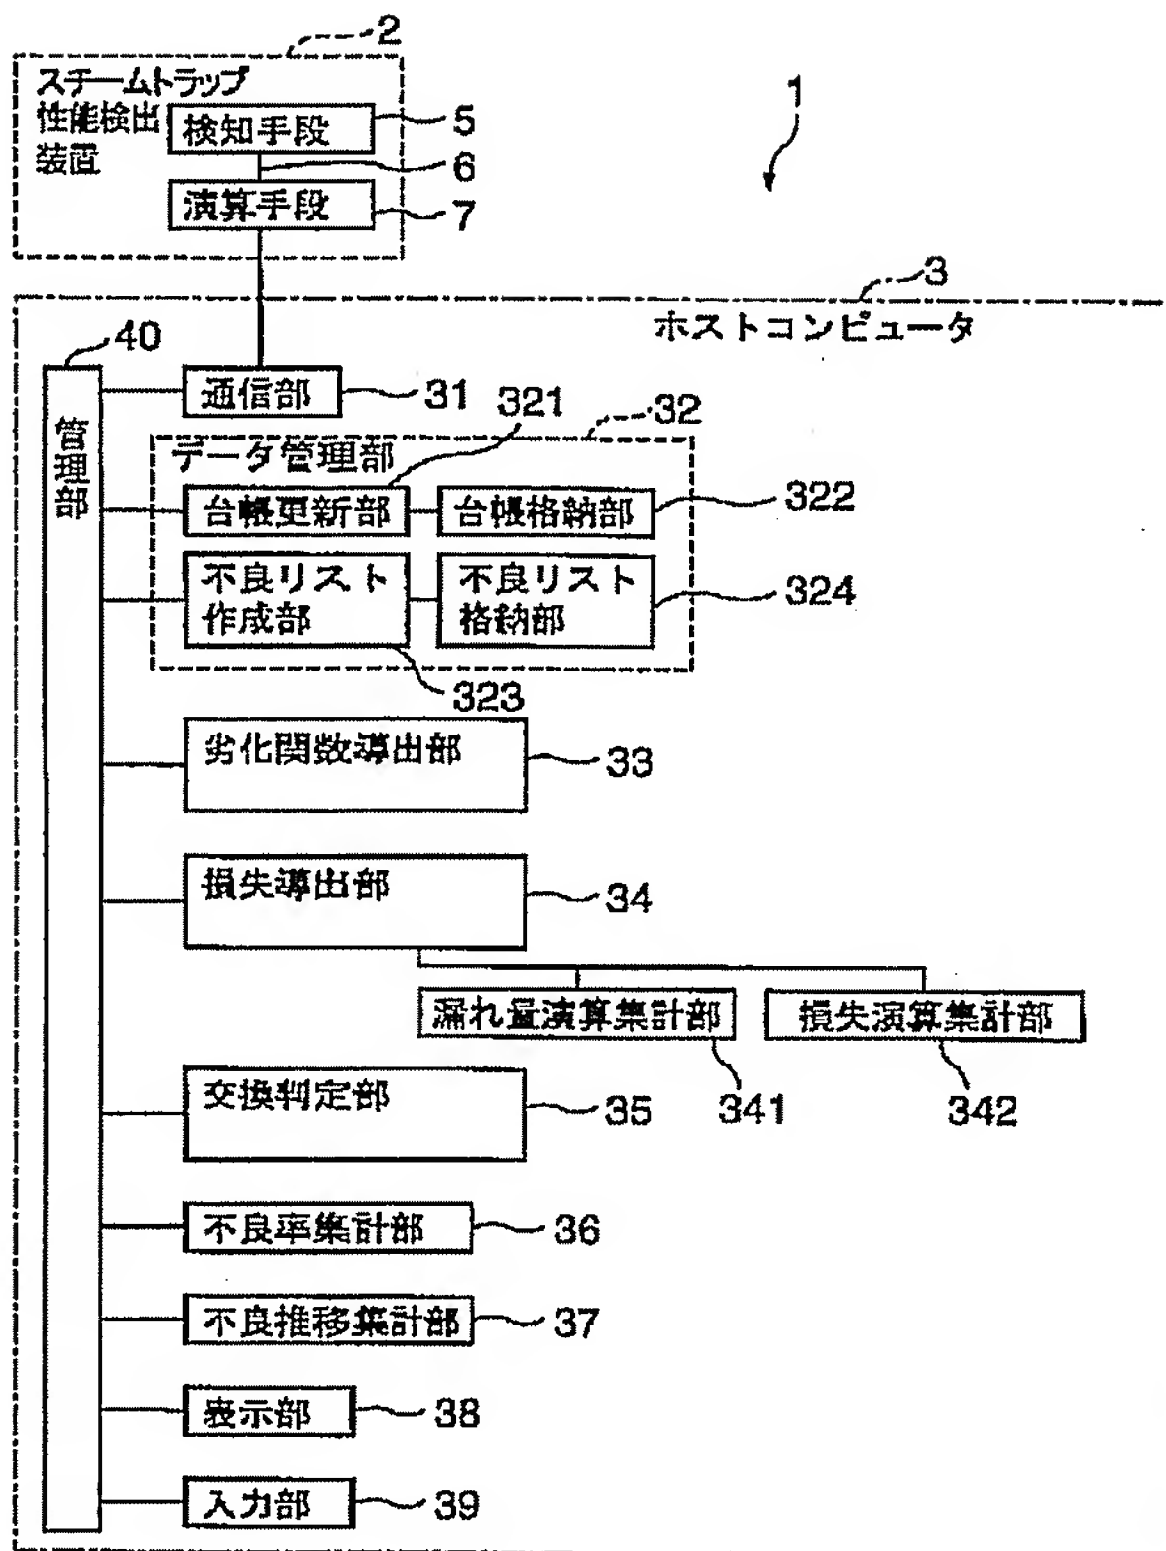 2
スチームトラップ
性能検出
装置
検知手段
5
6
演算手段
7
1
3
ホストコンピュータ
40
管理部
通信部
31
321
32
データ管理部
台帳更新部
台帳格納部
322
不良リスト
作成部
不良リスト
格納部
324
323
劣化関数導出部
33
損失導出部
34
漏れ量演算集計部
損失演算集計部
341
342
交換判定部
35
不良率集計部
36
不良推移集計部
37
表示部
38
入力部
39